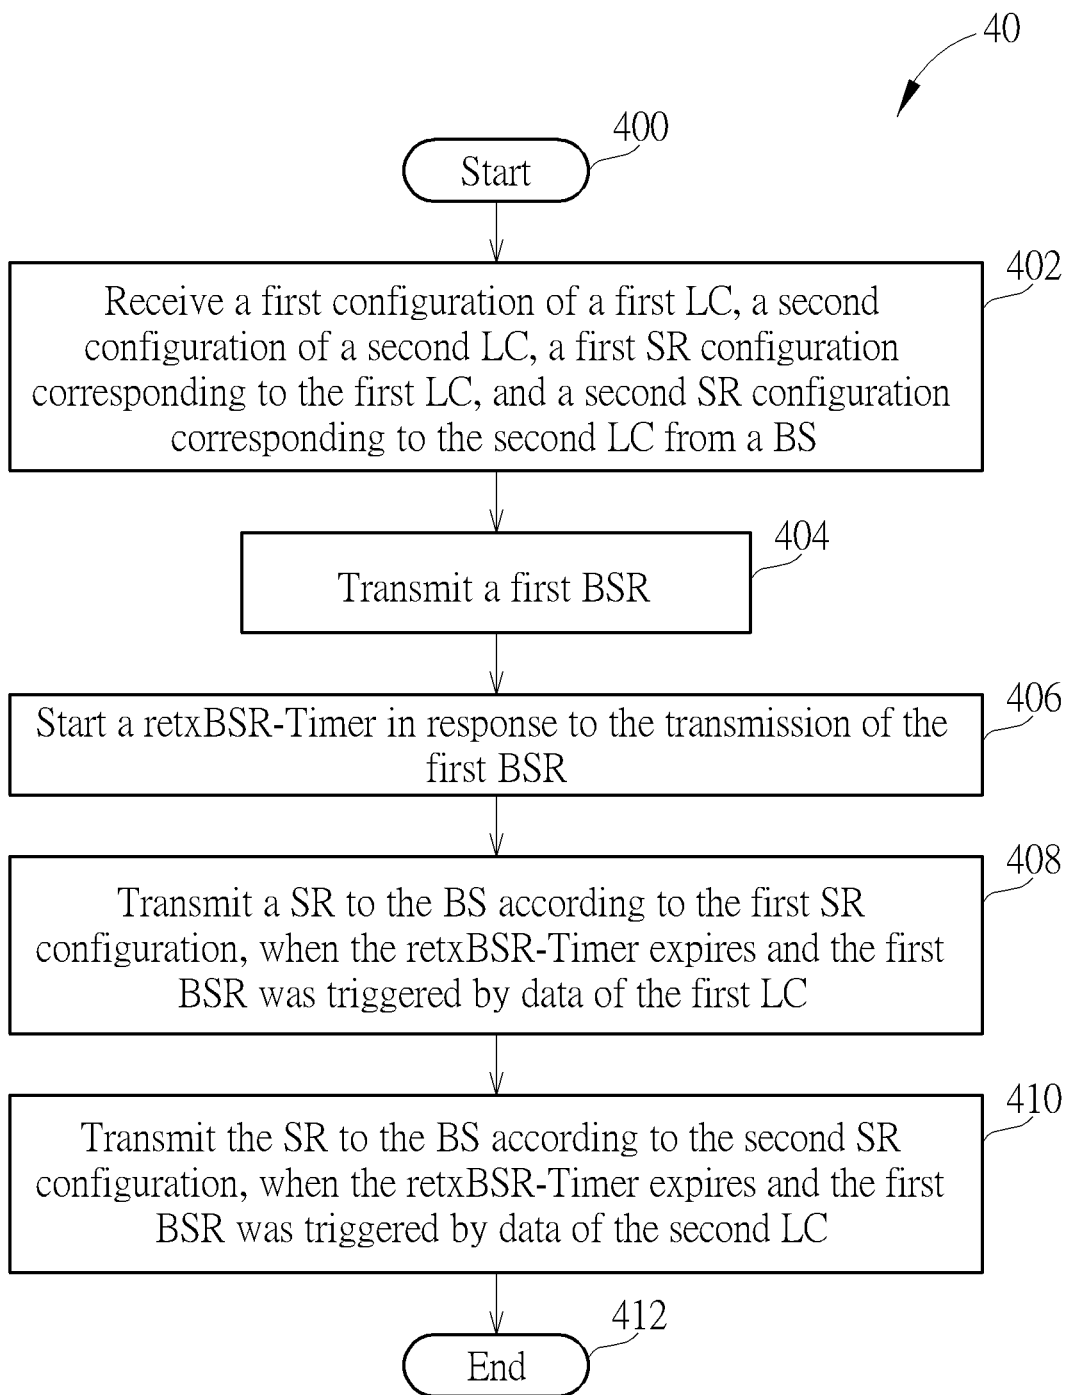 40
400
Start
402
Receive a first configuration of a first LC, a second
configuration of a second LC, a first SR configuration
corresponding to the first LC, and a second SR configuration
corresponding to the second LC from a BS
404
Transmit a first BSR
406
Start a retxBSR-Timer in response to the transmission of the
first BSR
408
Transmit a SR to the BS according to the first SR
configuration, when the retxBSR-Timer expires and the first
BSR was triggered by data of the first LC
410
Transmit the SR to the BS according to the second SR
configuration, when the retxBSR-Timer expires and the first
BSR was triggered by data of the second LC
412
End